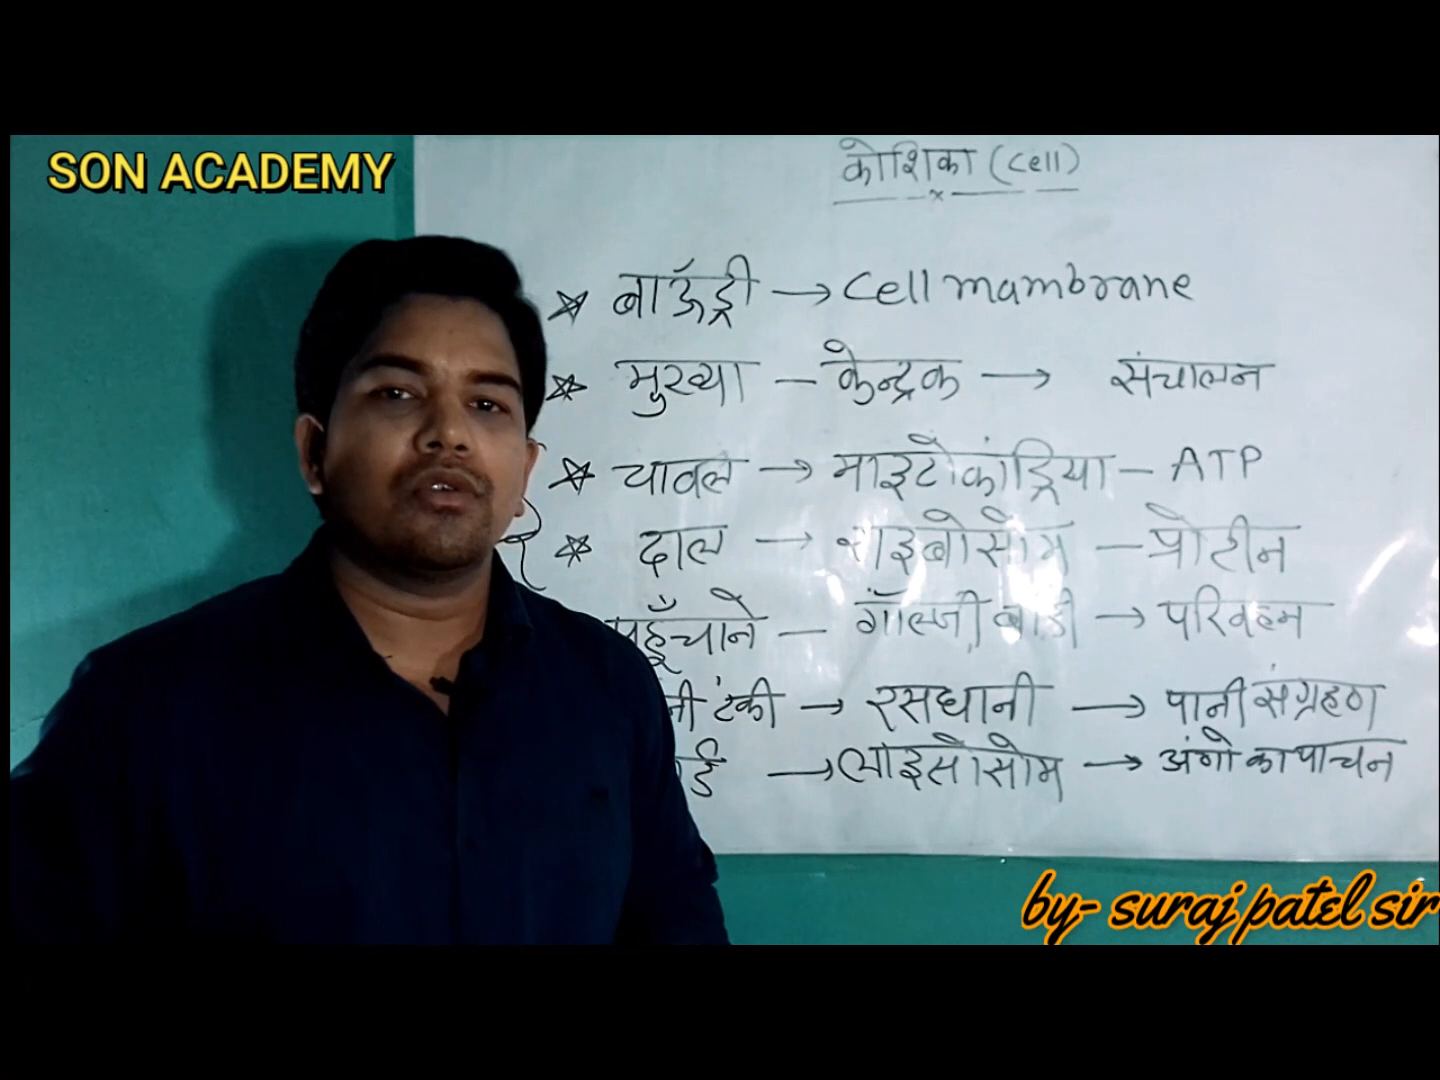 SON ACADEMY
कोशिका (Cell)
बाऊँड्री → Cell mambrane
मुख्या – केन्द्रक → संचालन
चावल → माइटोकांड्रिया – ATP
दाल → राइबोसोम – प्रोटीन
पहुँचाने – गॉल्जी बाडी → परिवहन
टंकी → रसधानी → पानी संग्रहण
→ लाइसोसोम → अंगो का पाचन
by- suraj patel sir